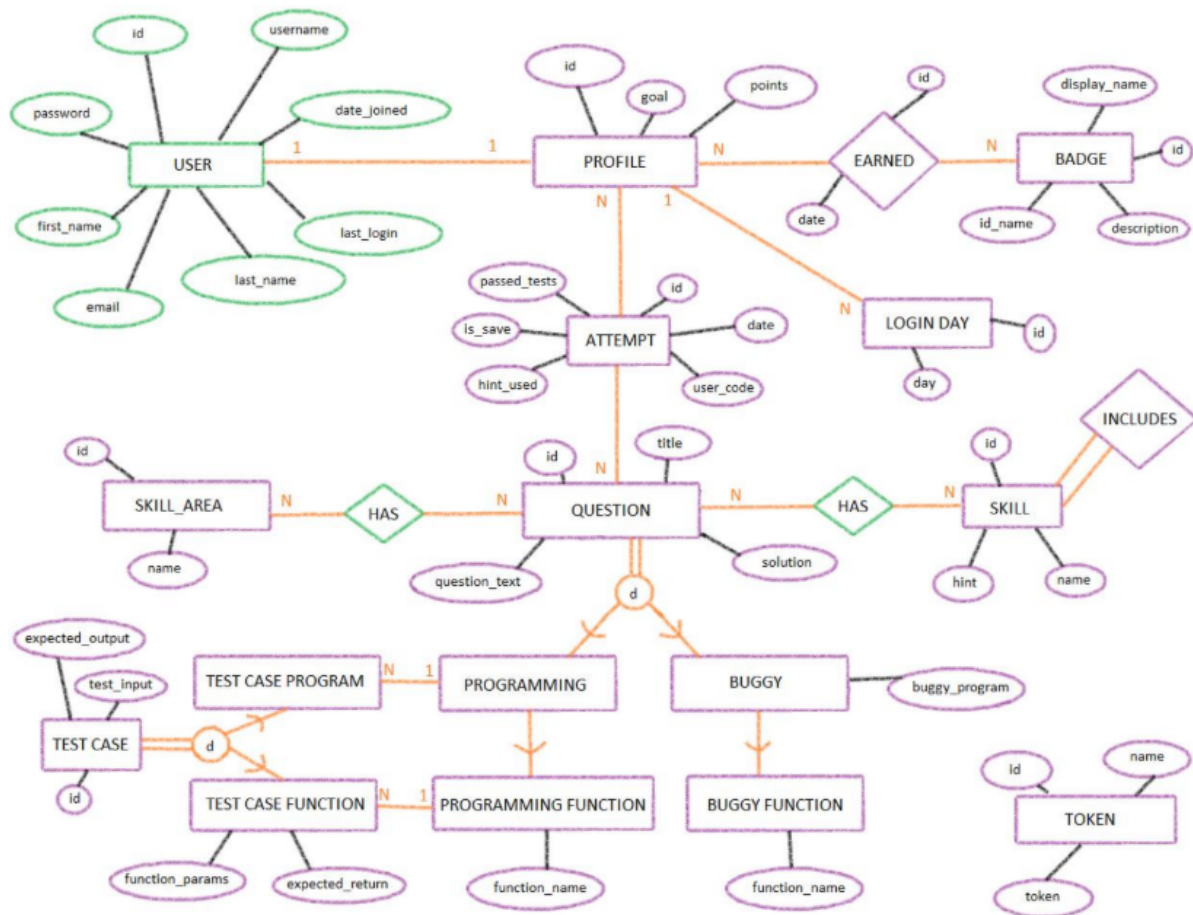 id
username
password
date_joined
USER
first_name
last_login
last_name
email
1
1
id
goal
points
PROFILE
N
N
1
id
EARNED
date
N
display_name
BADGE
id
id_name
description
passed_tests
id
is_save
ATTEMPT
date
hint_used
user_code
N
LOGIN DAY
id
day
INCLUDES
id
SKILL_AREA
name
N
HAS
N
N
id
title
QUESTION
question_text
solution
N
HAS
N
id
SKILL
hint
name
d
expected_output
test_input
TEST CASE
id
d
TEST CASE PROGRAM
N
1
PROGRAMMING
BUGGY
buggy_program
TEST CASE FUNCTION
N
1
PROGRAMMING FUNCTION
BUGGY FUNCTION
function_params
expected_return
function_name
function_name
id
name
TOKEN
token